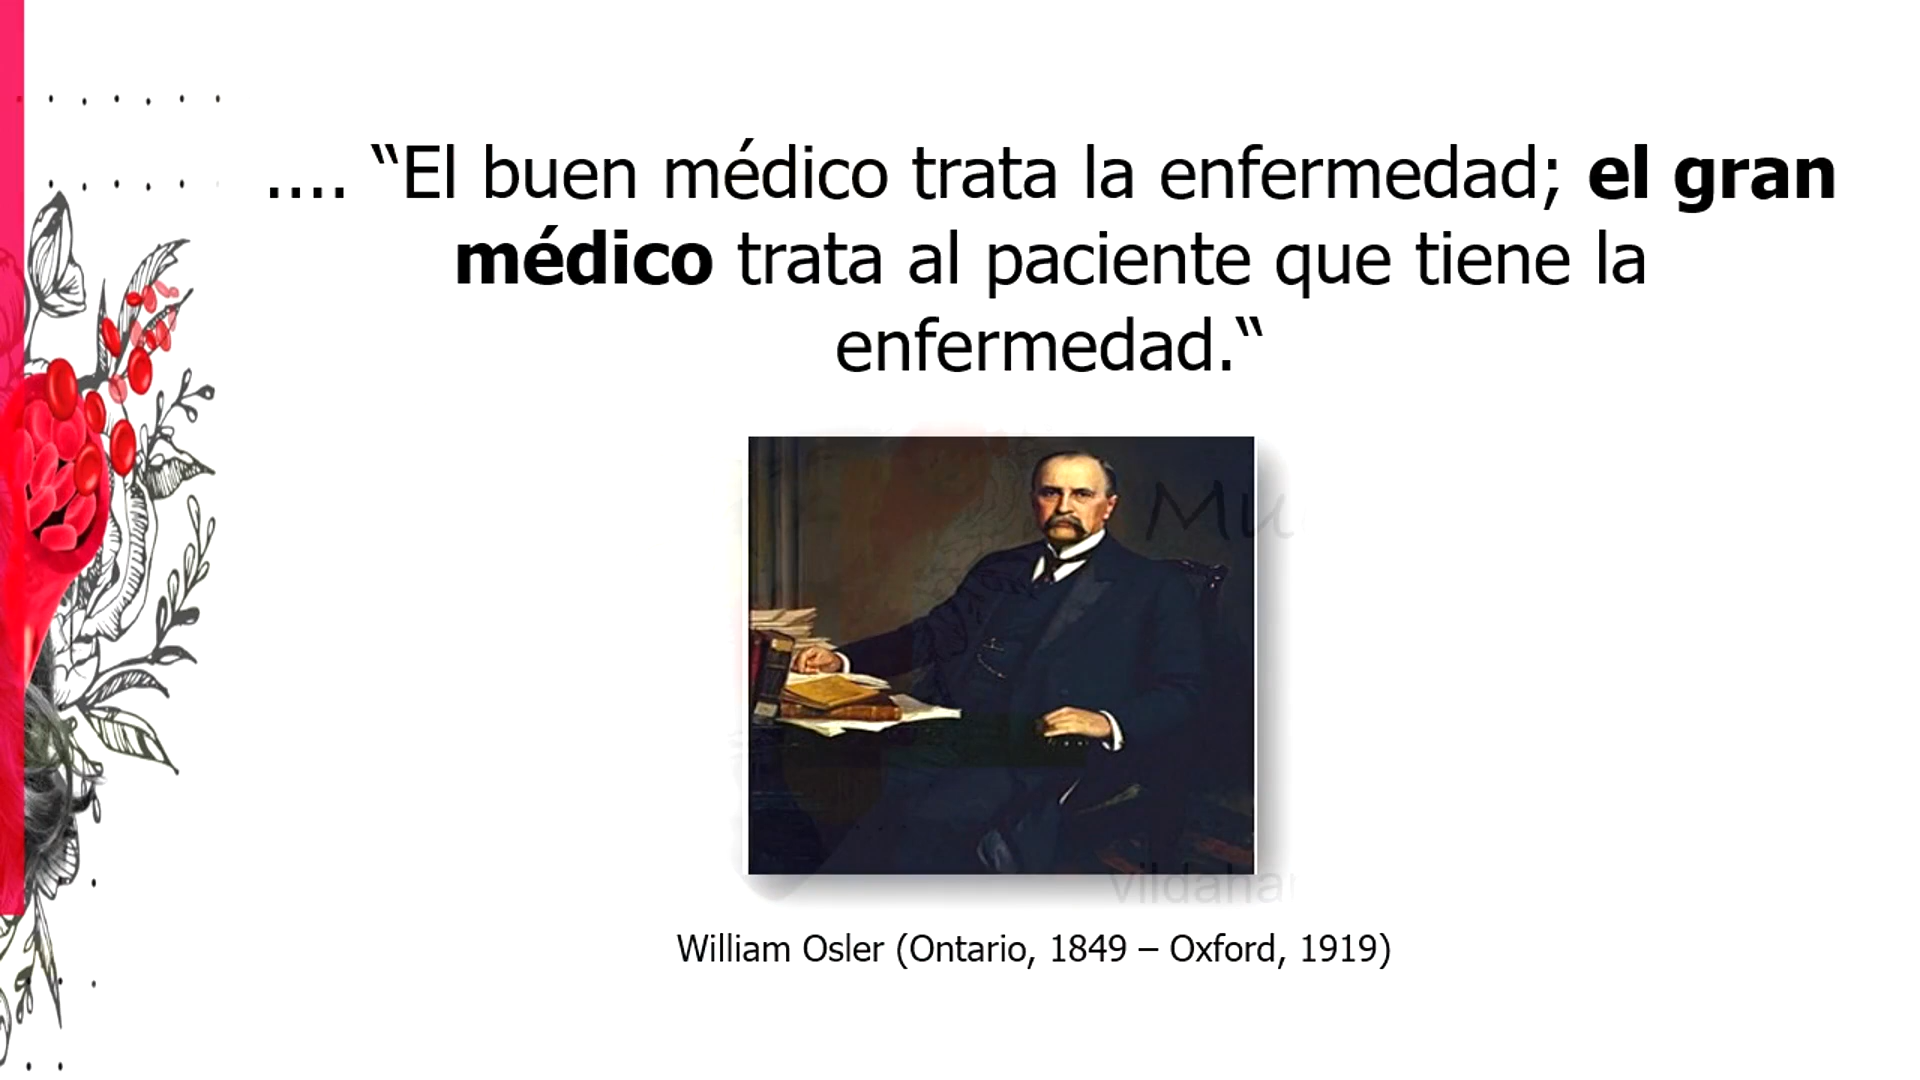 .... “El buen médico trata la enfermedad; el gran
médico trata al paciente que tiene la
enfermedad.“
William Osler (Ontario, 1849 – Oxford, 1919)